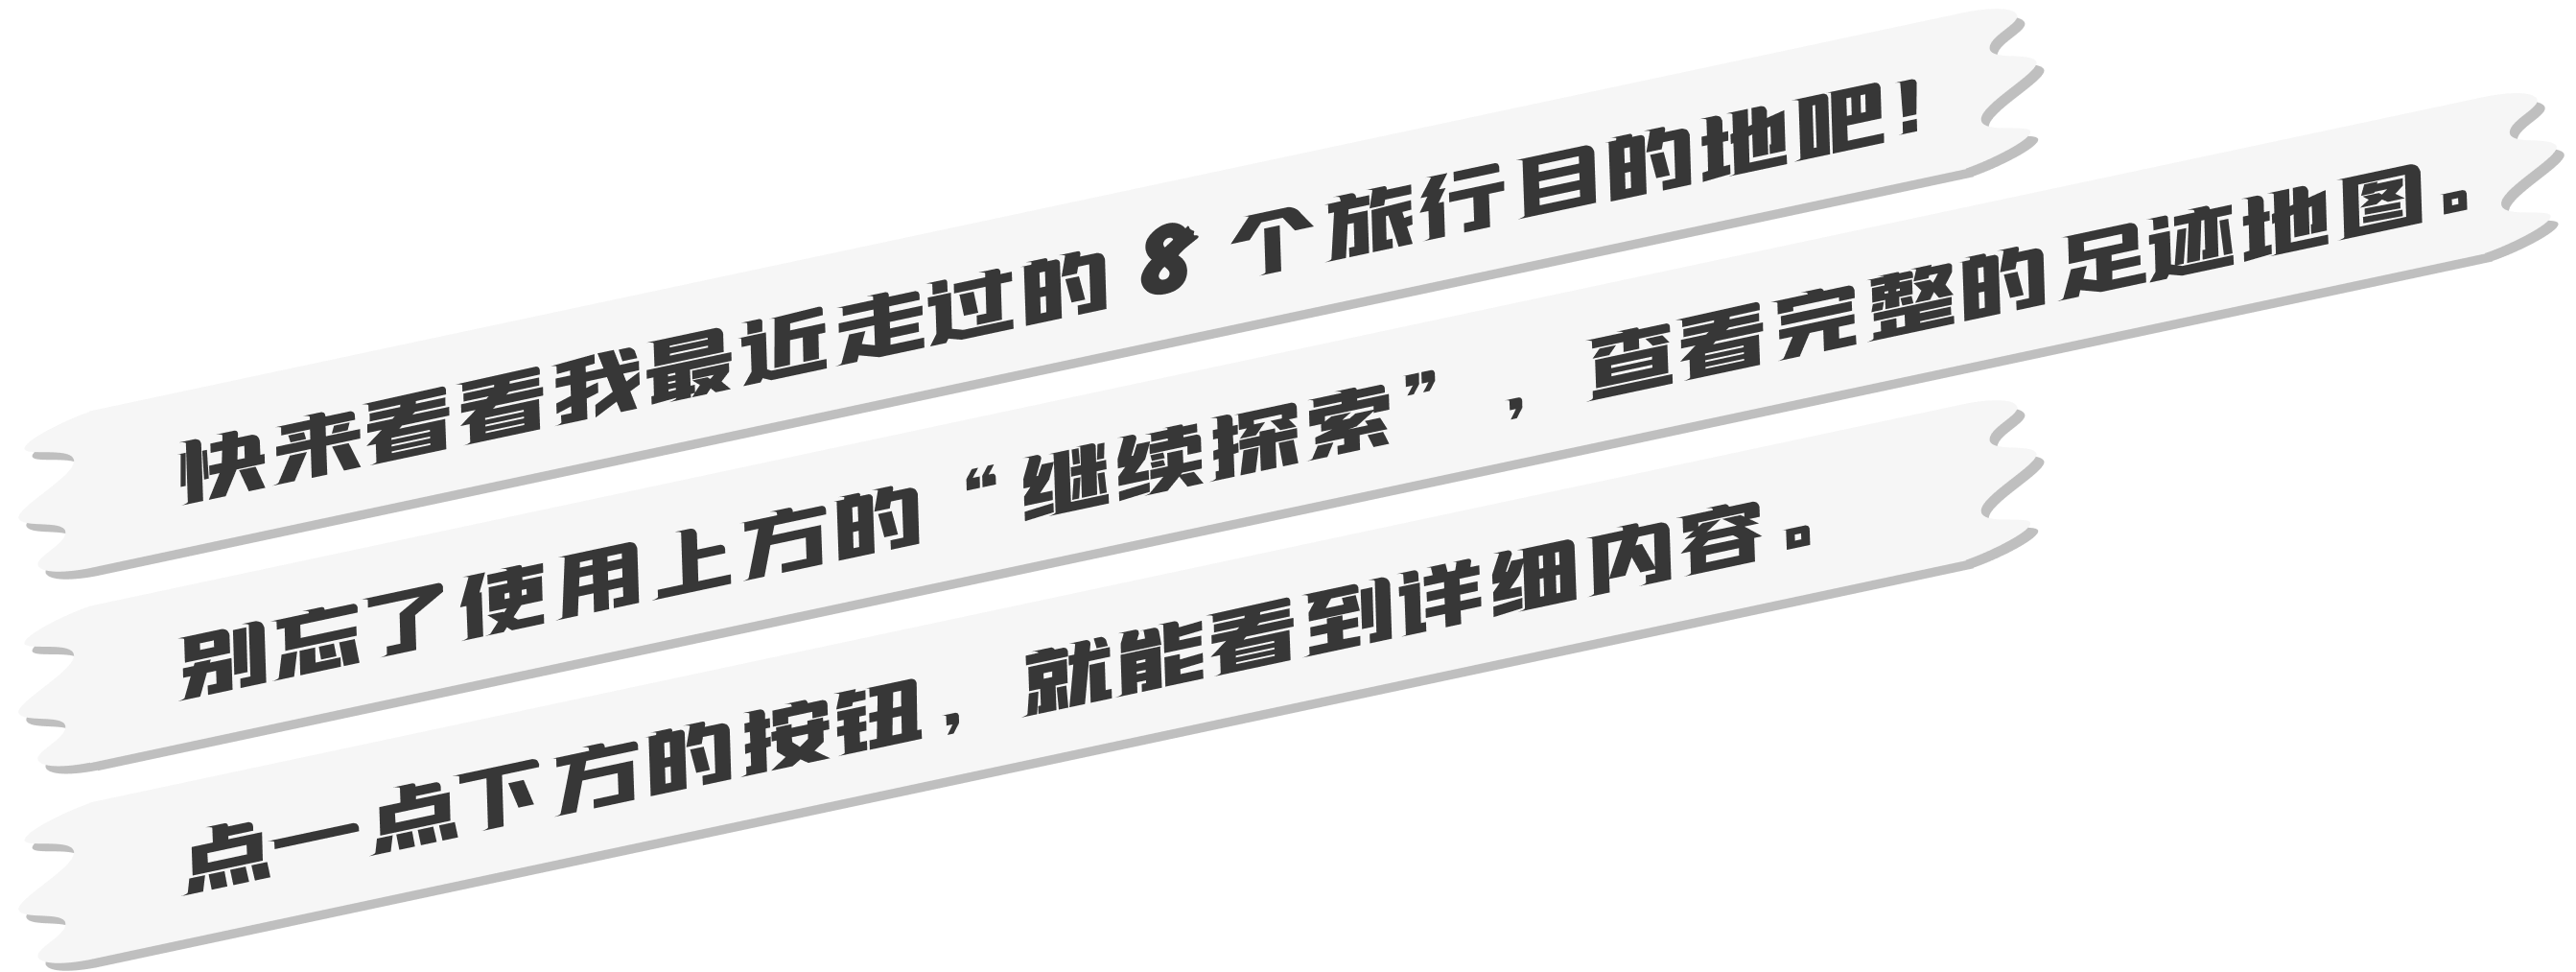 快来看看我最近走过的 8 个旅行目的地吧！
别忘了使用上方的“继续探索”，查看完整的足迹地图。
点一点下方的按钮，就能看到详细内容。